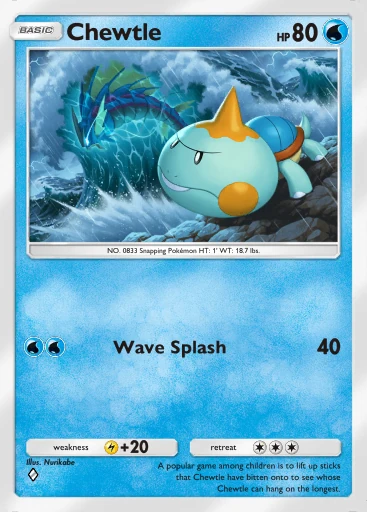 BASIC Chewtle HP 80
NO. 0833 Snapping Pokémon HT: 1' WT: 18.7 lbs.
Wave Splash 40
weakness +20 retreat
Illus. Nurikabe
A popular game among children is to lift up sticks
that Chewtle have bitten onto to see whose
Chewtle can hang on the longest.